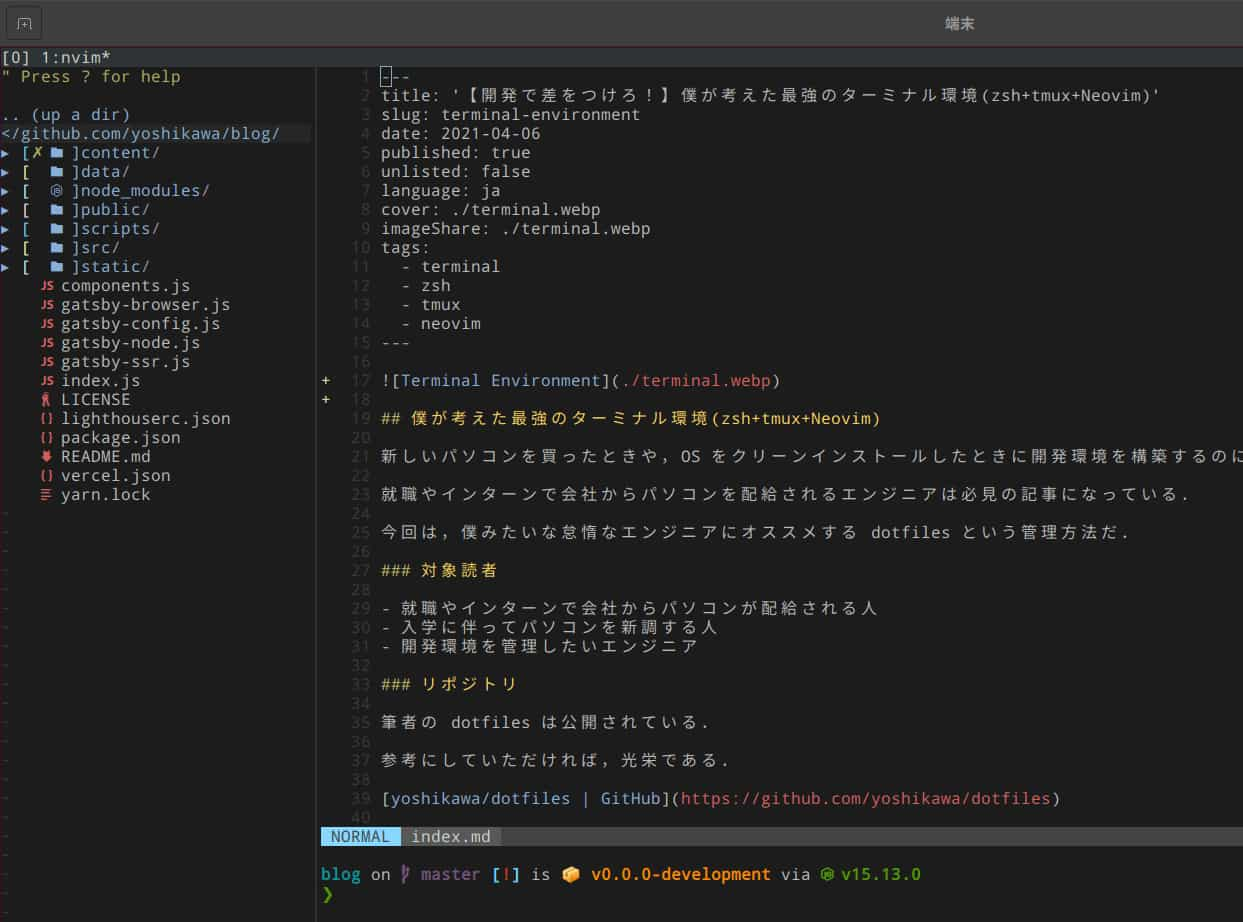 端末
[0] 1:nvim*
" Press ? for help
.. (up a dir)
</github.com/yoshikawa/blog/
▸ [✗ ]content/
▸ [ ]data/
▸ [ ]node_modules/
▸ [ ]public/
▸ [ ]scripts/
▸ [ ]src/
▸ [ ]static/
JS components.js
JS gatsby-browser.js
JS gatsby-config.js
JS gatsby-node.js
JS gatsby-ssr.js
JS index.js
LICENSE
{} lighthouserc.json
{} package.json
README.md
{} vercel.json
yarn.lock
1 ---
2 title: '【開発で差をつけろ！】僕が考えた最強のターミナル環境(zsh+tmux+Neovim)'
3 slug: terminal-environment
4 date: 2021-04-06
5 published: true
6 unlisted: false
7 language: ja
8 cover: ./terminal.webp
9 imageShare: ./terminal.webp
10 tags:
11 - terminal
12 - zsh
13 - tmux
14 - neovim
15 ---
16
+ 17 ![Terminal Environment](./terminal.webp)
+ 18
19 ## 僕が考えた最強のターミナル環境(zsh+tmux+Neovim)
20
21 新しいパソコンを買ったときや，OS をクリーンインストールしたときに開発環境を構築するのに
22
23 就職やインターンで会社からパソコンを配給されるエンジニアは必見の記事になっている．
24
25 今回は，僕みたいな怠惰なエンジニアにオススメする dotfiles という管理方法だ．
26
27 ### 対象読者
28
29 - 就職やインターンで会社からパソコンが配給される人
30 - 入学に伴ってパソコンを新調する人
31 - 開発環境を管理したいエンジニア
32
33 ### リポジトリ
34
35 筆者の dotfiles は公開されている．
36
37 参考にしていただければ，光栄である．
38
39 [yoshikawa/dotfiles | GitHub](https://github.com/yoshikawa/dotfiles)
40
NORMAL index.md
blog on master [!] is 📦 v0.0.0-development via v15.13.0
❯